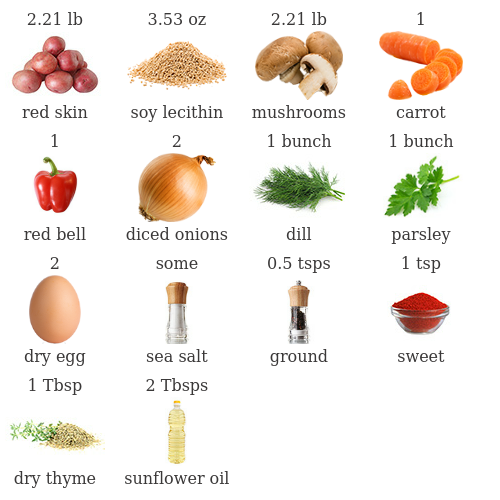 2.21 lb 3.53 oz 2.21 lb 1
red skin soy lecithin mushrooms carrot
1 2 1 bunch 1 bunch
red bell diced onions dill parsley
2 some 0.5 tsps 1 tsp
dry egg sea salt ground sweet
1 Tbsp 2 Tbsps
dry thyme sunflower oil